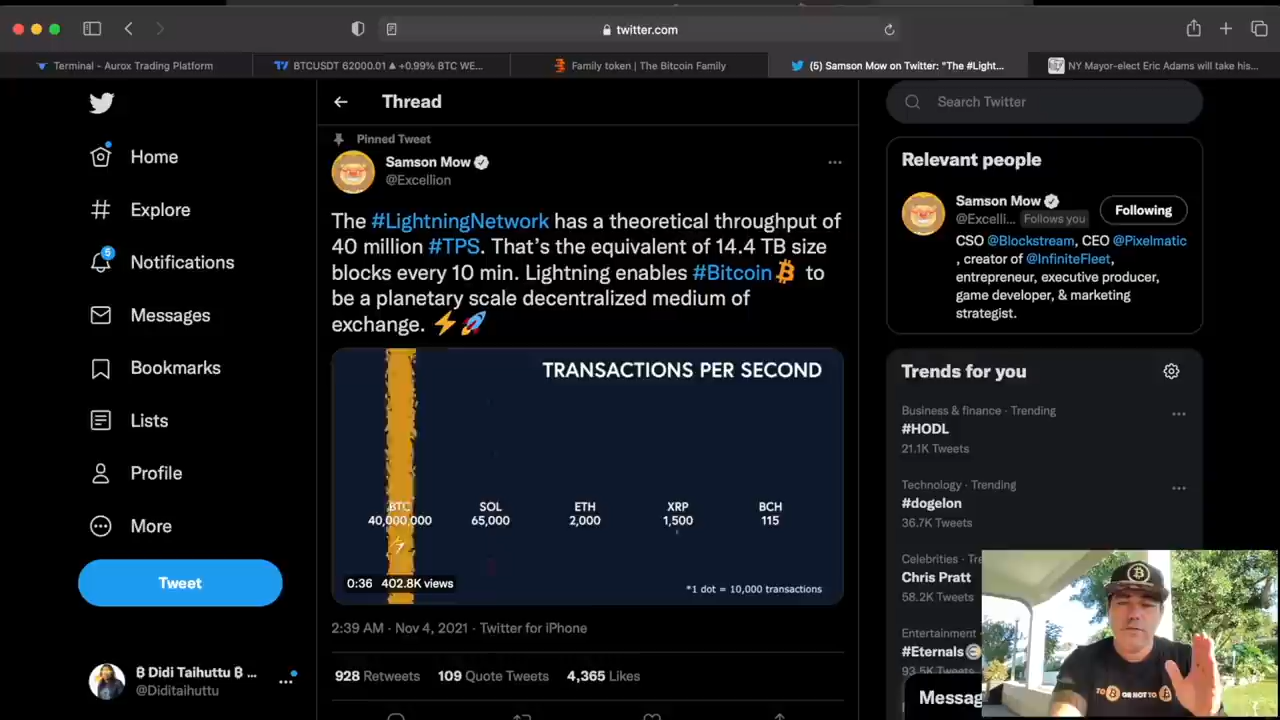 twitter.com
Terminal - Aurox Trading Platform
BTCUSDT 62000.01 ▲ +0.99% BTC WE...
Family token | The Bitcoin Family
(5) Samson Mow on Twitter: "The #Light...
NY Mayor-elect Eric Adams will take his...
Home
Explore
5
Notifications
Messages
Bookmarks
Lists
Profile
More
Tweet
Ƀ Didi Taihuttu Ƀ ...
@Diditaihuttu
Thread
Pinned Tweet
Samson Mow
@Excellion
The #LightningNetwork has a theoretical throughput of
40 million #TPS. That’s the equivalent of 14.4 TB size
blocks every 10 min. Lightning enables #Bitcoin to
be a planetary scale decentralized medium of
exchange. ⚡🚀
TRANSACTIONS PER SECOND
BTC SOL ETH XRP BCH
40,000,000 65,000 2,000 1,500 115
0:36 402.8K views
*1 dot = 10,000 transactions
2:39 AM · Nov 4, 2021 · Twitter for iPhone
928 Retweets 109 Quote Tweets 4,365 Likes
Search Twitter
Relevant people
Samson Mow
@Excelli... Follows you
Following
CSO @Blockstream, CEO @Pixelmatic
, creator of @InfiniteFleet,
entrepreneur, executive producer,
game developer, & marketing
strategist.
Trends for you
Business & finance · Trending
#HODL
21.1K Tweets
Technology · Trending
#dogelon
36.7K Tweets
Celebrities · Tre
Chris Pratt
58.2K Tweets
Entertainment
#Eternals
93.5K Tweets
Messag
TO B OR NOT TO B